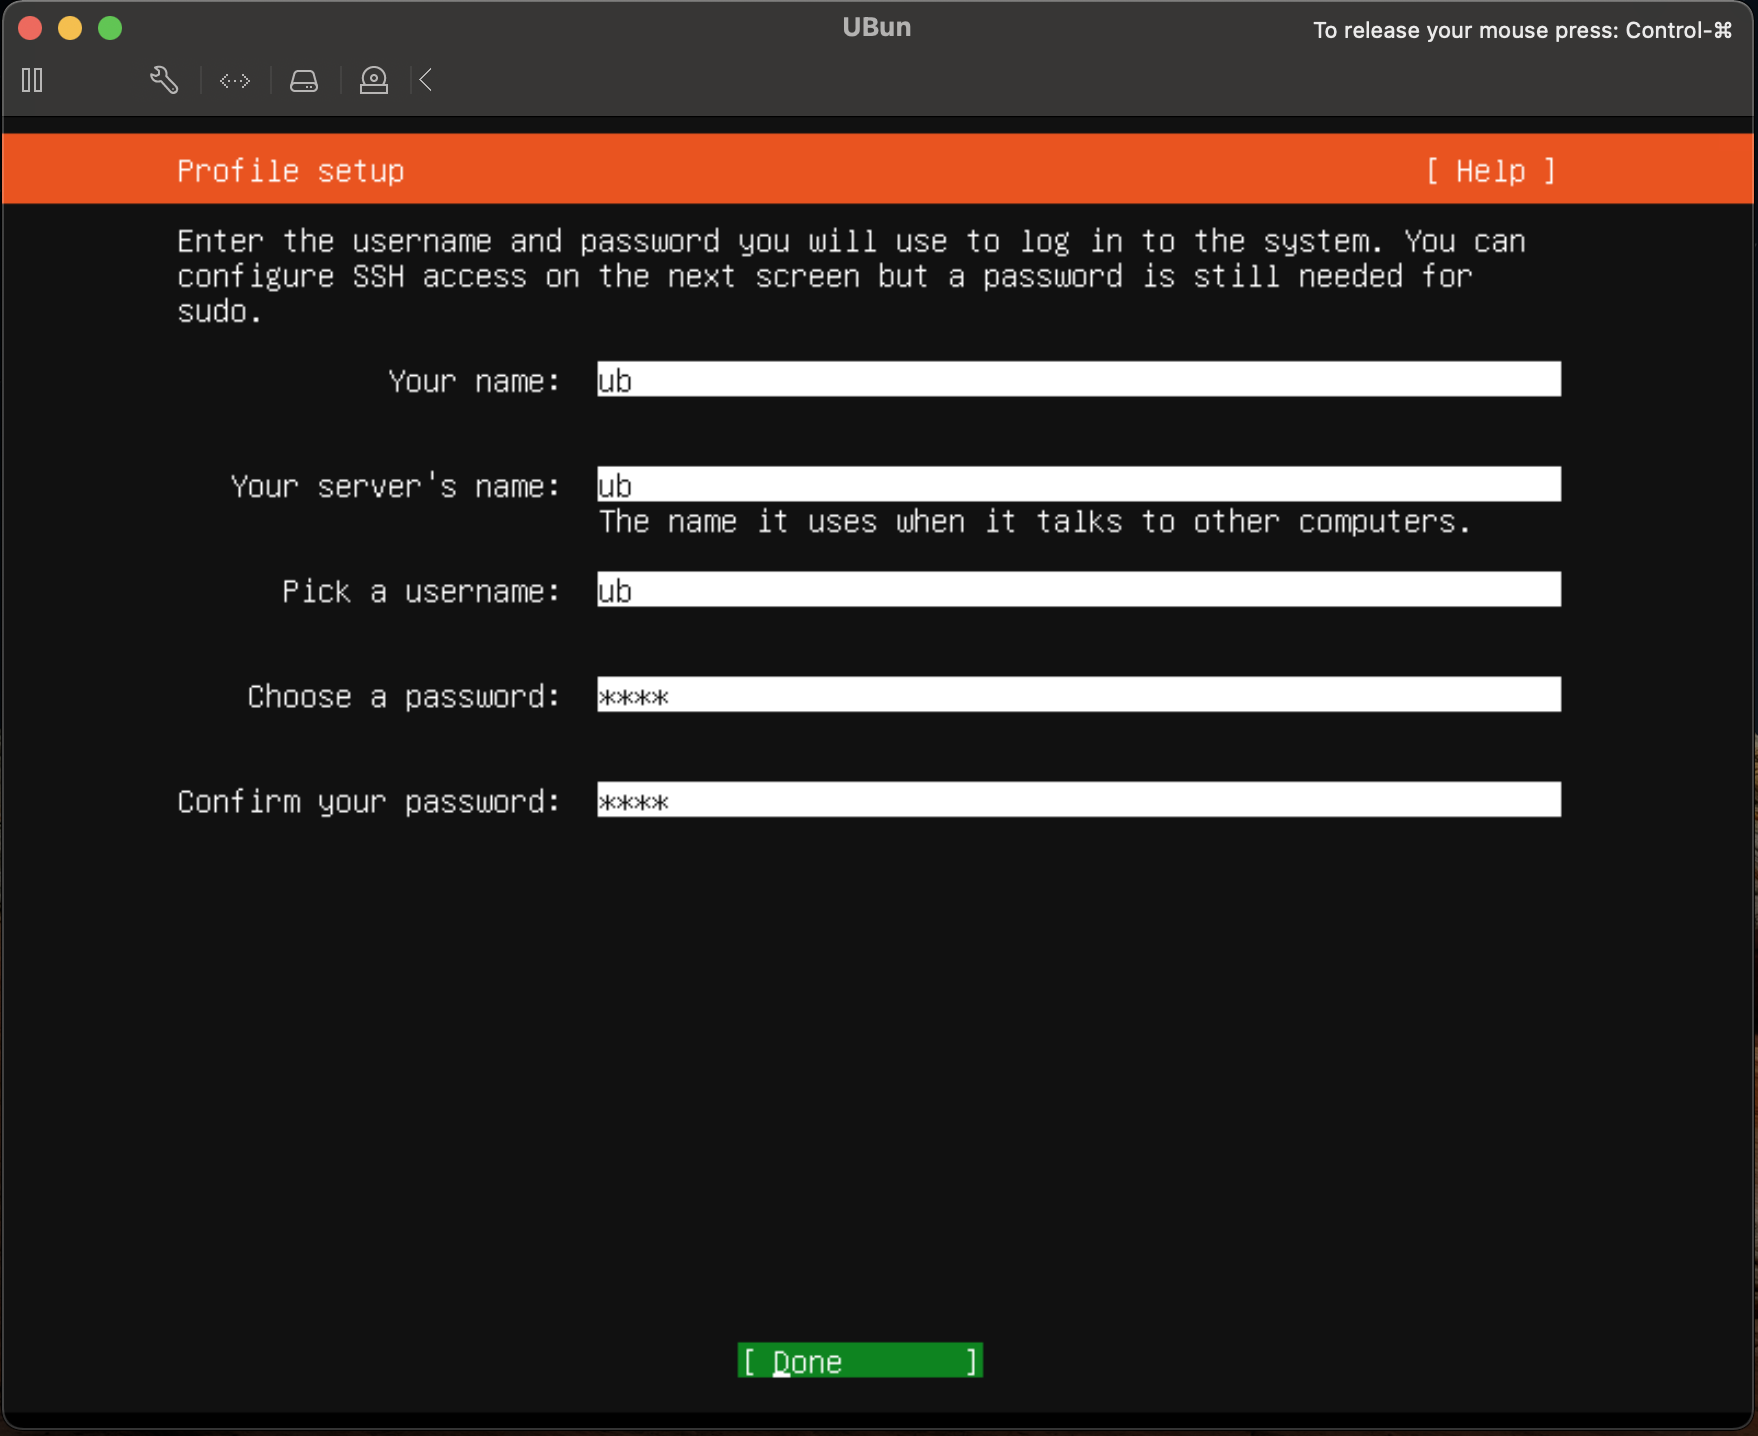 UBun
To release your mouse press: Control-⌘
Profile setup
[ Help ]
Enter the username and password you will use to log in to the system. You can
configure SSH access on the next screen but a password is still needed for
sudo.
Your name: ub
Your server's name: ub
The name it uses when it talks to other computers.
Pick a username: ub
Choose a password: ****
Confirm your password: ****
[ Done ]